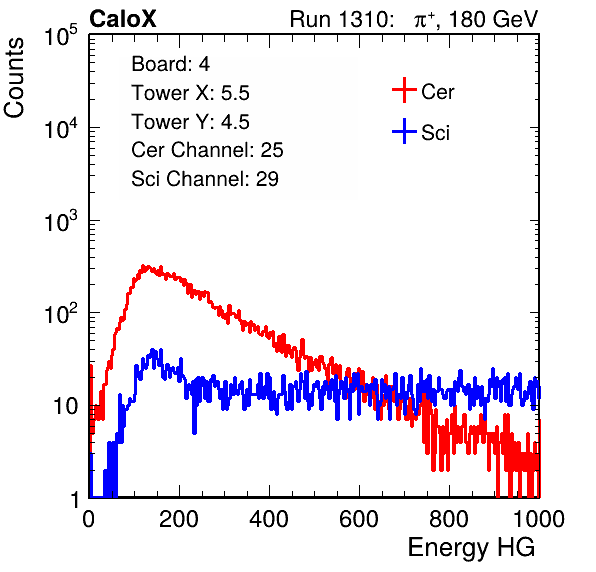 CaloX Run 1310: π⁺, 180 GeV
Counts
10⁵
10⁴
10³
10²
10
1
Board: 4
Tower X: 5.5
Tower Y: 4.5
Cer Channel: 25
Sci Channel: 29
Cer
Sci
0 200 400 600 800 1000
Energy HG